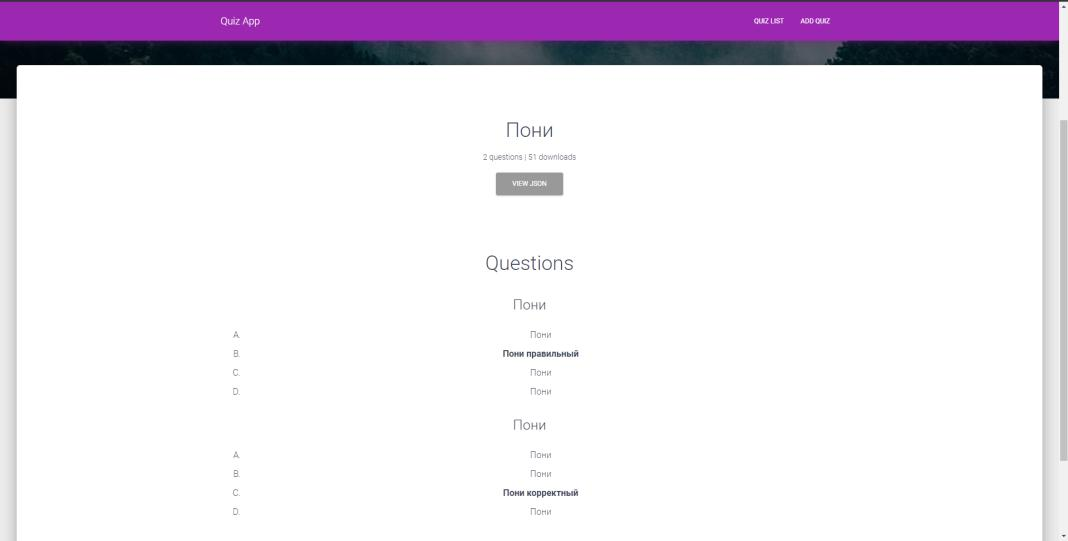 Quiz App
QUIZ LIST ADD QUIZ
Пони
2 questions | 51 downloads
VIEW JSON
Questions
Пони
A. Пони
B. Пони правильный
C. Пони
D. Пони
Пони
A. Пони
B. Пони
C. Пони корректный
D. Пони